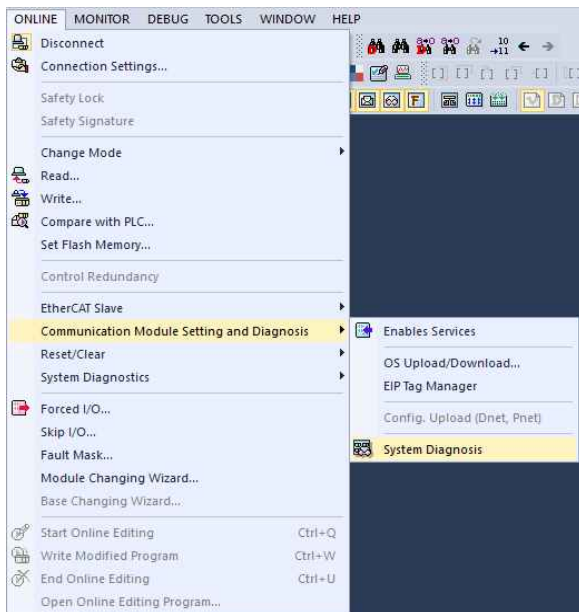 ONLINE MONITOR DEBUG TOOLS WINDOW HELP
Disconnect
Connection Settings...
Safety Lock
Safety Signature
Change Mode
Read...
Write...
Compare with PLC...
Set Flash Memory...
Control Redundancy
EtherCAT Slave
Communication Module Setting and Diagnosis
Reset/Clear
System Diagnostics
Forced I/O...
Skip I/O...
Fault Mask...
Module Changing Wizard...
Base Changing Wizard...
Start Online Editing Ctrl+Q
Write Modified Program Ctrl+W
End Online Editing Ctrl+U
Open Online Editing Program...
Enables Services
OS Upload/Download...
EIP Tag Manager
Config. Upload (Dnet, Pnet)
System Diagnosis